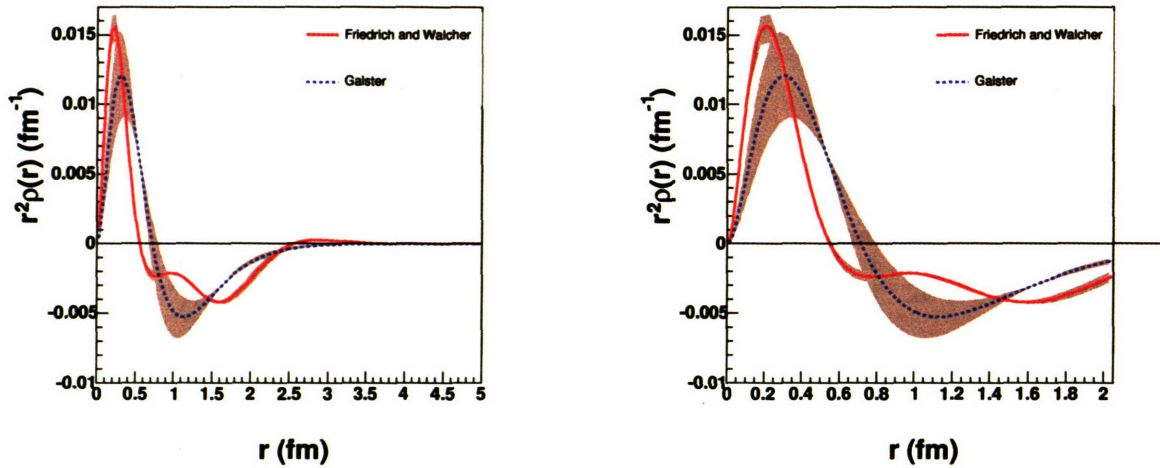 0.015
0.01
0.005
0
-0.005
-0.01
r²ρ(r) (fm⁻¹)
Friedrich and Walcher
Galster
0 0.5 1 1.5 2 2.5 3 3.5 4 4.5 5
r (fm)
0.015
0.01
0.005
0
-0.005
-0.01
r²ρ(r) (fm⁻¹)
Friedrich and Walcher
Galster
0 0.2 0.4 0.6 0.8 1 1.2 1.4 1.6 1.8 2
r (fm)